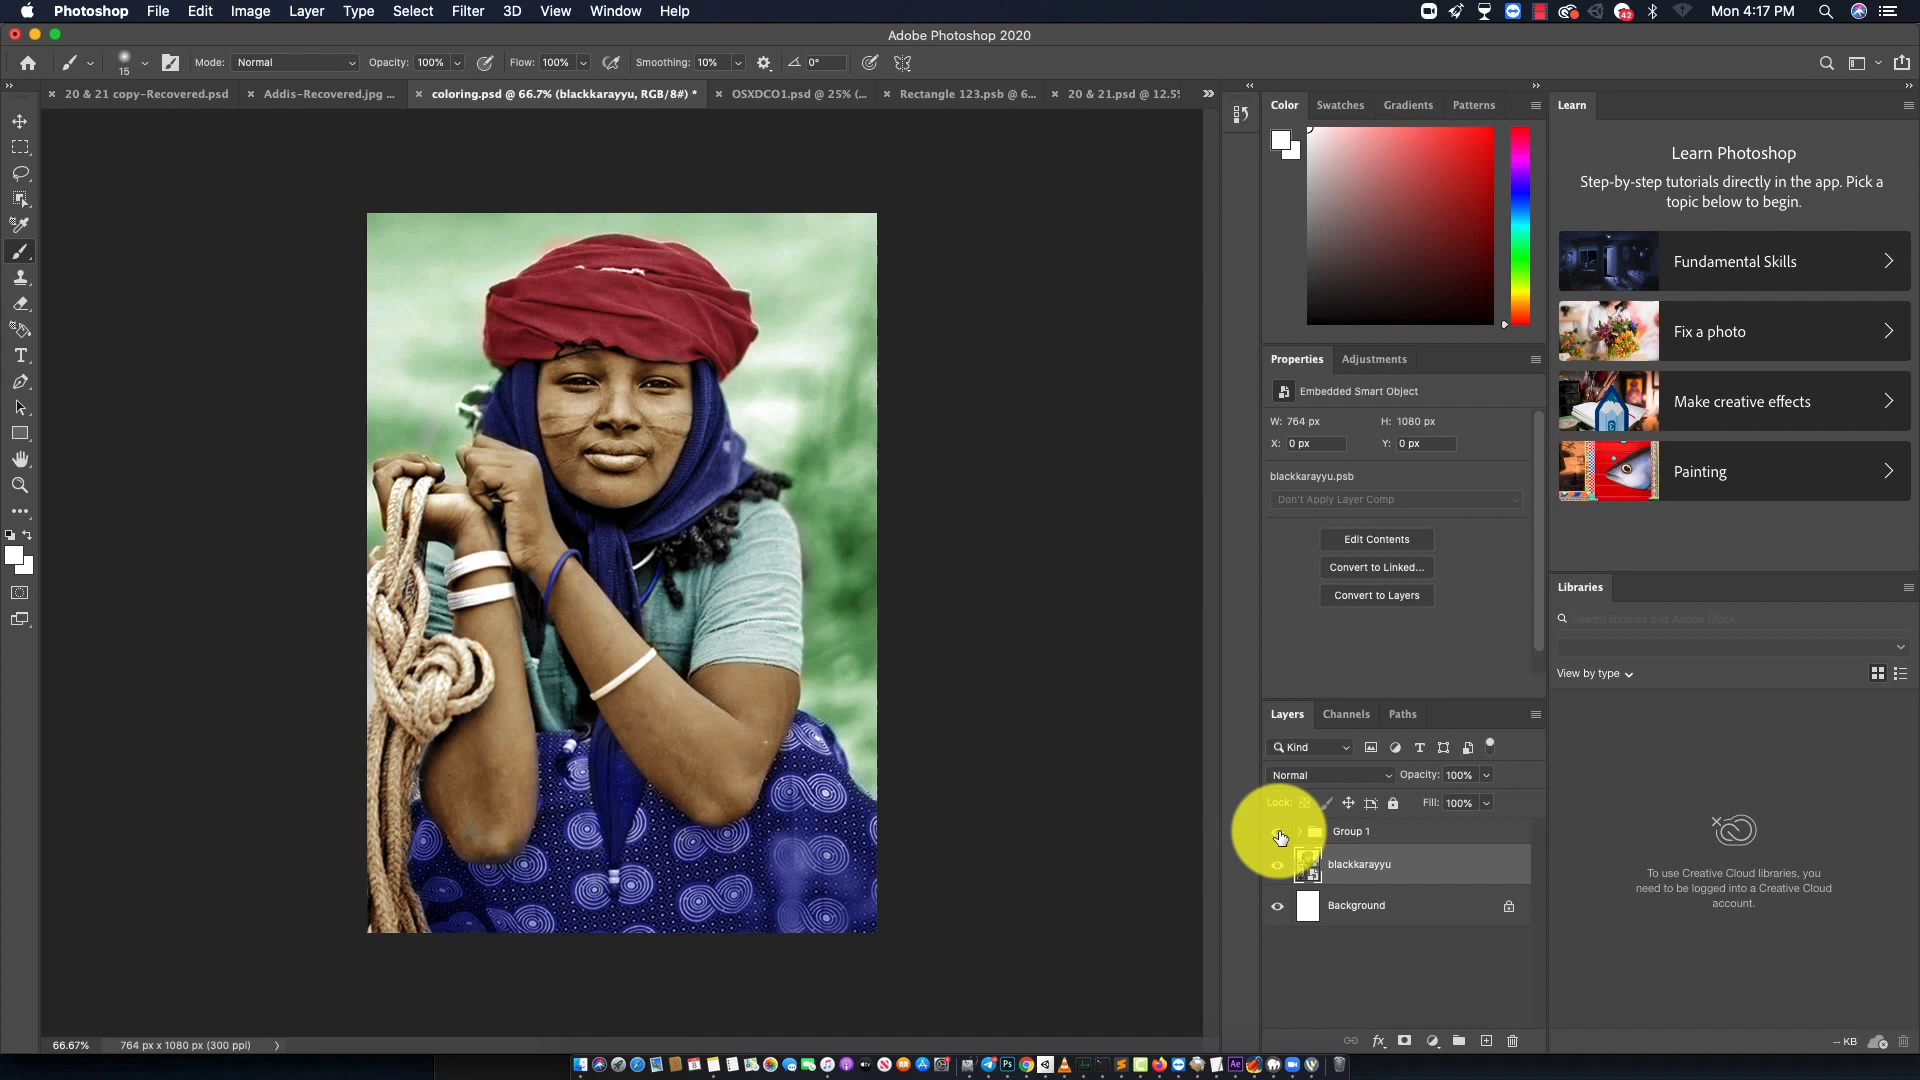 Photoshop File Edit Image Layer Type Select Filter 3D View Window Help
42 Mon 4:17 PM
Adobe Photoshop 2020
15 Mode: Normal Opacity: 100% Flow: 100% Smoothing: 10% 0°
20 & 21 copy-Recovered.psd Addis-Recovered.jpg ... coloring.psd @ 66.7% (blackkarayyu, RGB/8#) * OSXDCO1.psd @ 25% (... Rectangle 123.psb @ 6... 20 & 21.psd @ 12.5%
Color Swatches Gradients Patterns
Learn
Learn Photoshop
Step-by-step tutorials directly in the app. Pick a
topic below to begin.
Fundamental Skills
Fix a photo
Make creative effects
Painting
Properties Adjustments
Embedded Smart Object
W: 764 px H: 1080 px
X: 0 px Y: 0 px
blackkarayyu.psb
Don't Apply Layer Comp
Edit Contents
Convert to Linked...
Convert to Layers
Libraries
Search libraries and Adobe Stock
View by type
Layers Channels Paths
Kind
Normal Opacity: 100%
Lock: Fill: 100%
Group 1
blackkarayyu
Background
To use Creative Cloud libraries, you
need to be logged into a Creative Cloud
account.
-- KB
66.67% 764 px x 1080 px (300 ppi)